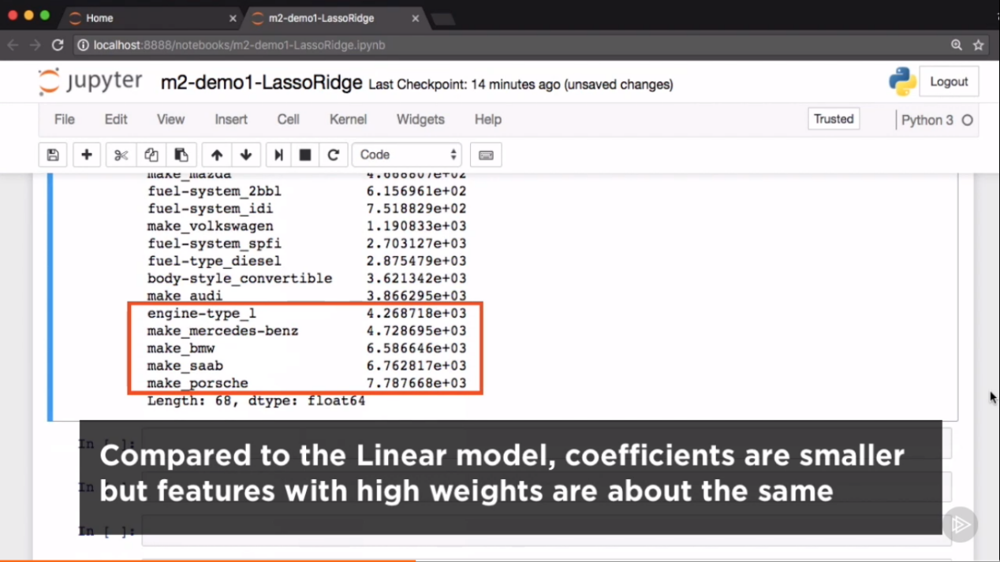 Home
m2-demo1-LassoRidge
localhost:8888/notebooks/m2-demo1-LassoRidge.ipynb
jupyter m2-demo1-LassoRidge Last Checkpoint: 14 minutes ago (unsaved changes)
Logout
File Edit View Insert Cell Kernel Widgets Help
Trusted
Python 3
Code
make_mazda 4.668807e+02
fuel-system_2bbl 6.156961e+02
fuel-system_idi 7.518829e+02
make_volkswagen 1.190833e+03
fuel-system_spfi 2.703127e+03
fuel-type_diesel 2.875479e+03
body-style_convertible 3.621342e+03
make_audi 3.866295e+03
engine-type_l 4.268718e+03
make_mercedes-benz 4.728695e+03
make_bmw 6.586646e+03
make_saab 6.762817e+03
make_porsche 7.787668e+03
Length: 68, dtype: float64
In [ ]:
Compared to the Linear model, coefficients are smaller
In [ ]:
but features with high weights are about the same
In [ ]: